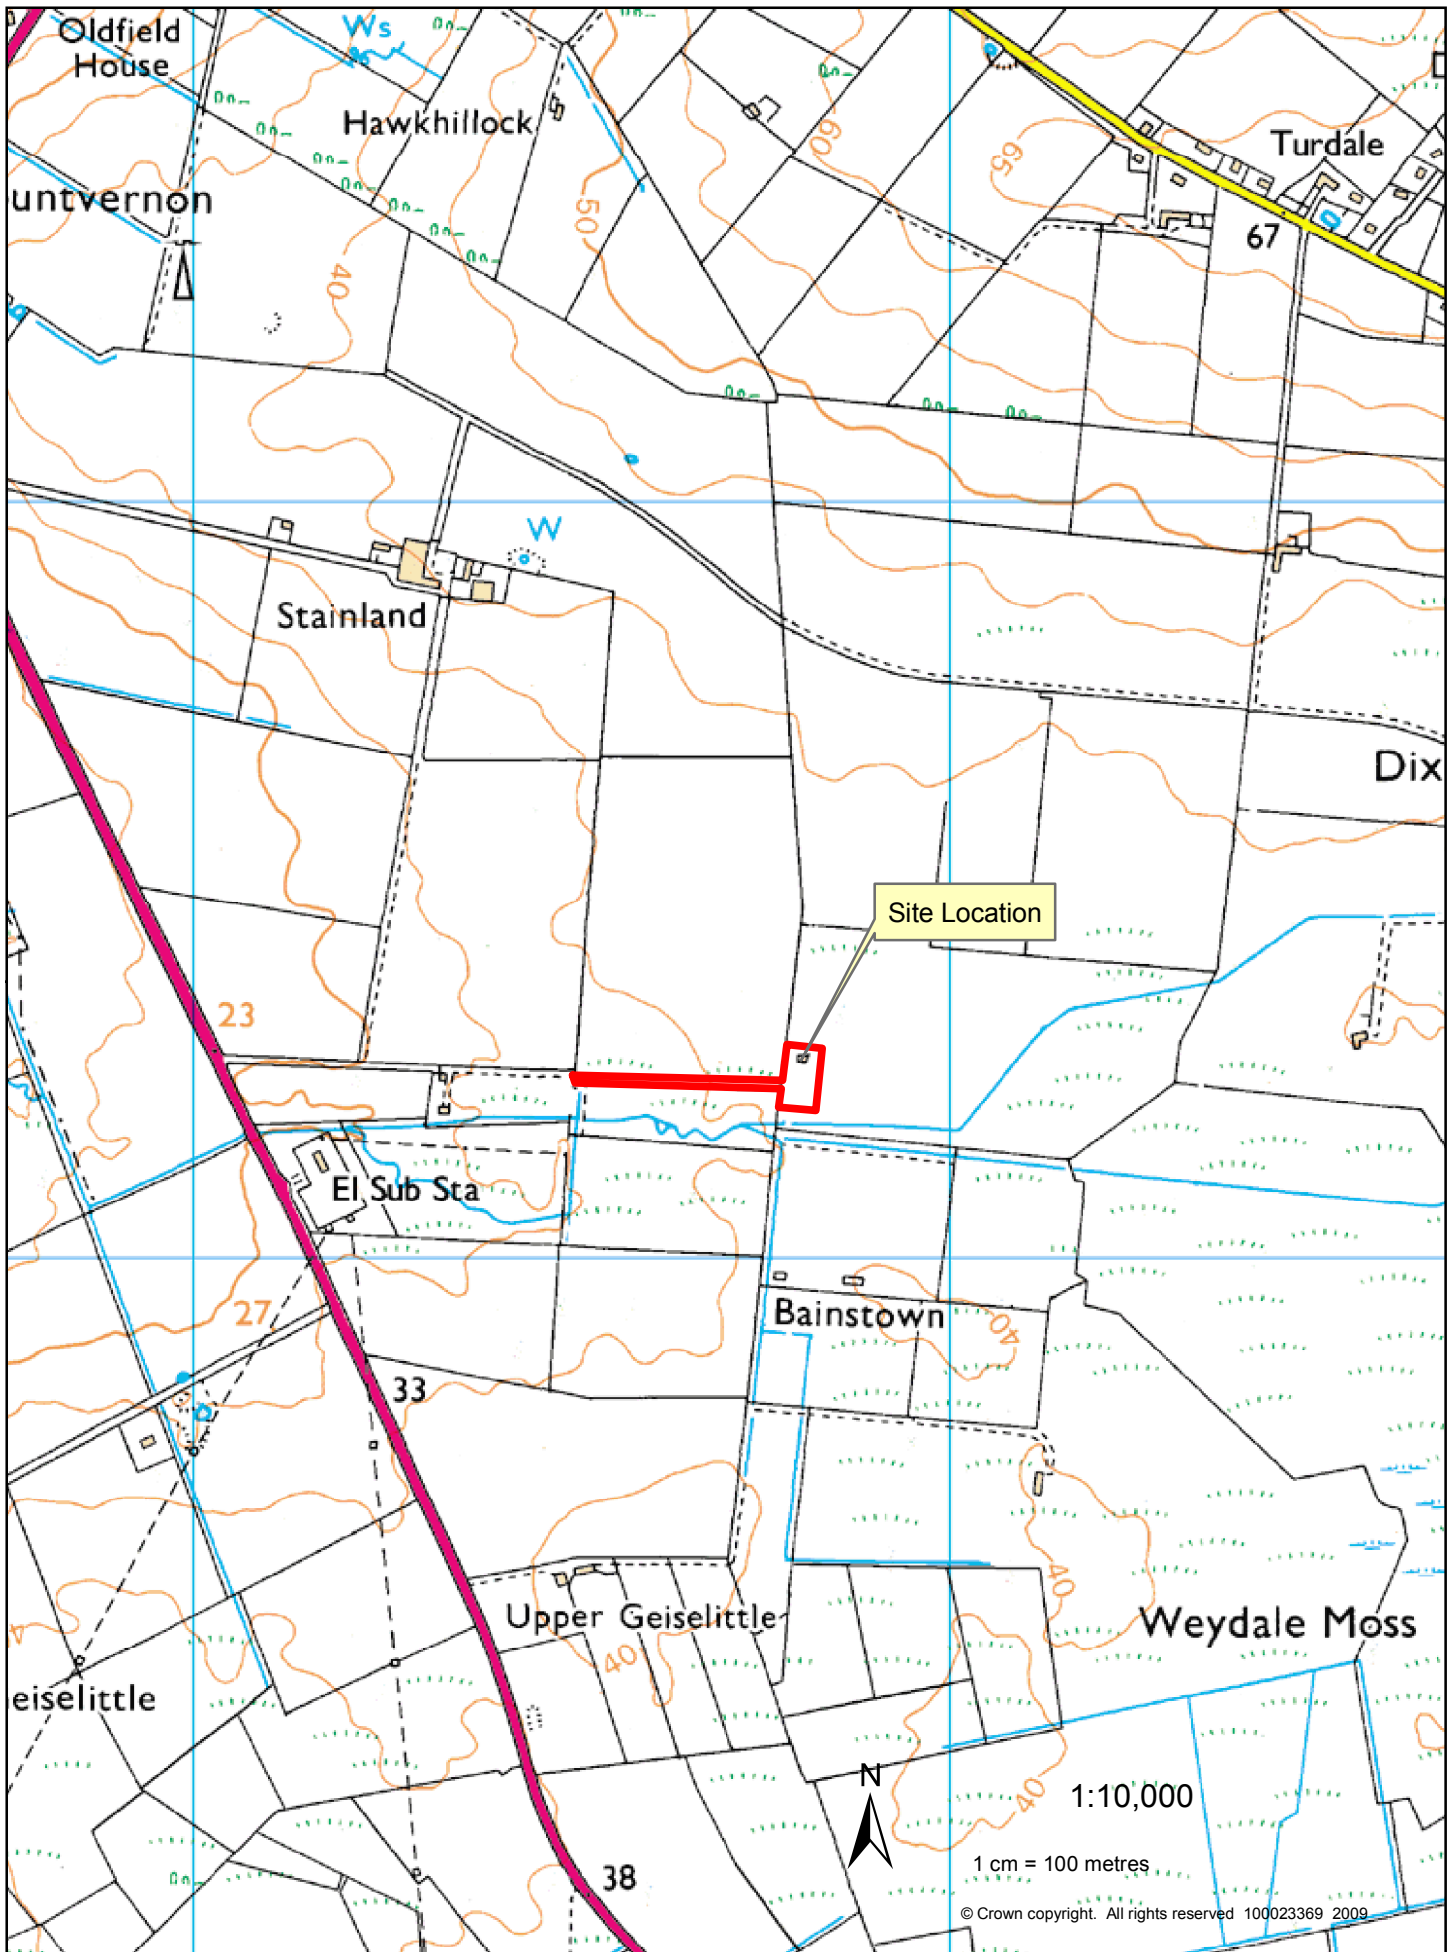 Oldfield
House
Ws
Hawkhillock
untvernon
40
50
60
65
Turdale
67
W
Stainland
Dix
Site Location
23
El Sub Sta
27
Bainstown
40
33
40
Upper Geiselittle
40
Weydale Moss
4
eiselittle
N
40
1:10,000
38
1 cm = 100 metres
© Crown copyright. All rights reserved 100023369 2009